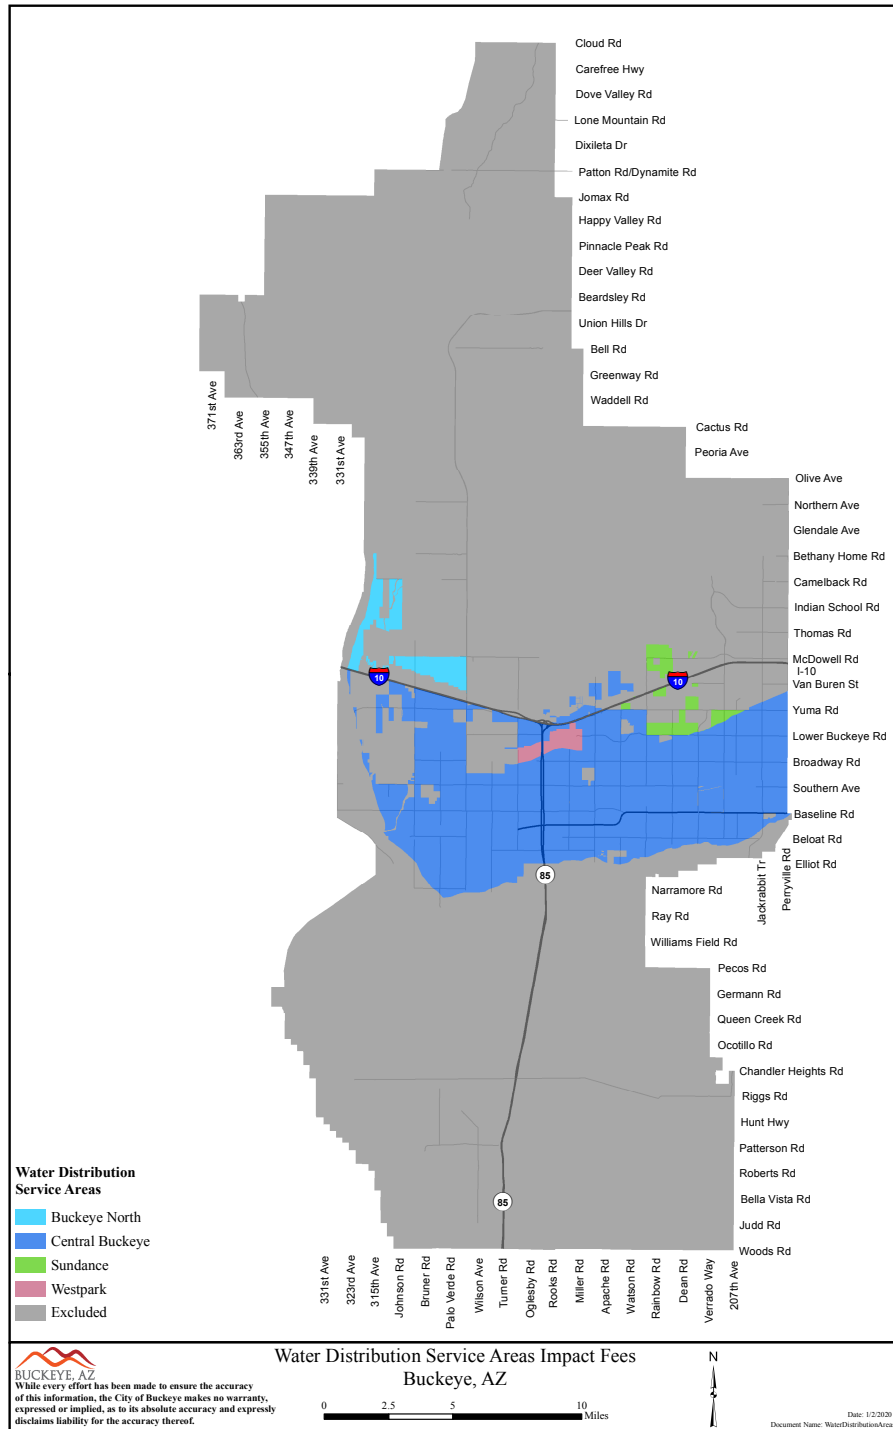 Cloud Rd
Carefree Hwy
Dove Valley Rd
Lone Mountain Rd
Dixileta Dr
Patton Rd/Dynamite Rd
Jomax Rd
Happy Valley Rd
Pinnacle Peak Rd
Deer Valley Rd
Beardsley Rd
Union Hills Dr
Bell Rd
Greenway Rd
Waddell Rd
371st Ave
363rd Ave
355th Ave
347th Ave
339th Ave
331st Ave
Cactus Rd
Peoria Ave
Olive Ave
Northern Ave
Glendale Ave
Bethany Home Rd
Camelback Rd
Indian School Rd
Thomas Rd
McDowell Rd
I-10
10
10
Van Buren St
Yuma Rd
Lower Buckeye Rd
Broadway Rd
Southern Ave
Baseline Rd
Beloat Rd
Elliot Rd
Jackrabbit Tr
Perryville Rd
85
Narramore Rd
Ray Rd
Williams Field Rd
Pecos Rd
Germann Rd
Queen Creek Rd
Ocotillo Rd
Chandler Heights Rd
Riggs Rd
Hunt Hwy
Patterson Rd
Roberts Rd
Bella Vista Rd
Judd Rd
Woods Rd
85
Water Distribution
Service Areas
Buckeye North
Central Buckeye
Sundance
Westpark
Excluded
331st Ave
323rd Ave
315th Ave
Johnson Rd
Bruner Rd
Palo Verde Rd
Wilson Ave
Turner Rd
Oglesby Rd
Rooks Rd
Miller Rd
Apache Rd
Watson Rd
Rainbow Rd
Dean Rd
Verrado Way
207th Ave
BUCKEYE, AZ
While every effort has been made to ensure the accuracy
of this information, the City of Buckeye makes no warranty,
expressed or implied, as to its absolute accuracy and expressly
disclaims liability for the accuracy thereof.
Water Distribution Service Areas Impact Fees
Buckeye, AZ
0 2.5 5 10
Miles
N
Date: 1/2/2020
Document Name: WaterDistributionAreas